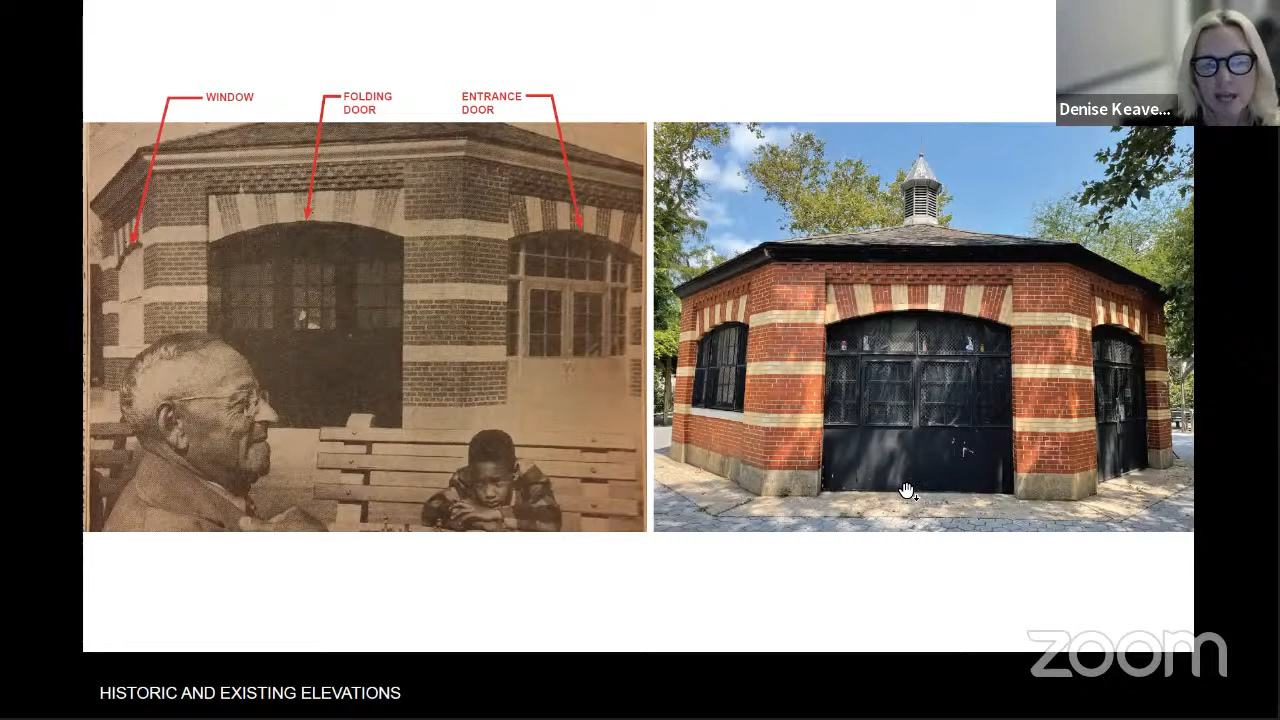 WINDOW
FOLDING
DOOR
ENTRANCE
DOOR
Denise Keave...
zoom
HISTORIC AND EXISTING ELEVATIONS